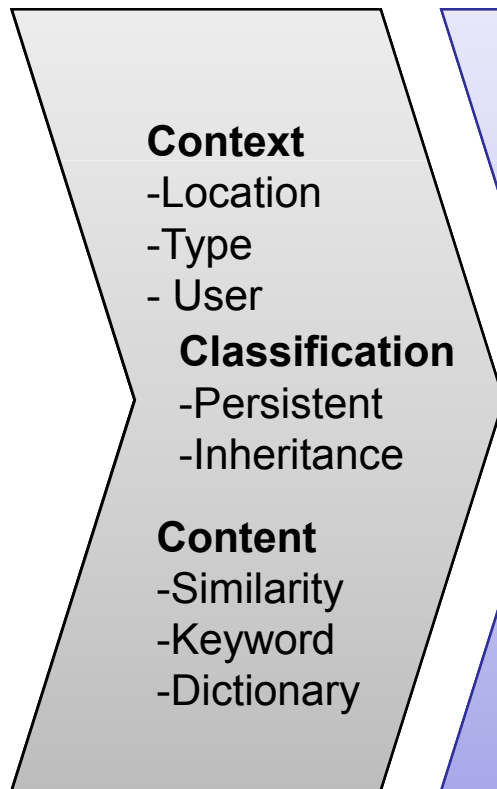 Context
-Location
-Type
- User
Classification
-Persistent
-Inheritance
Content
-Similarity
-Keyword
-Dictionary